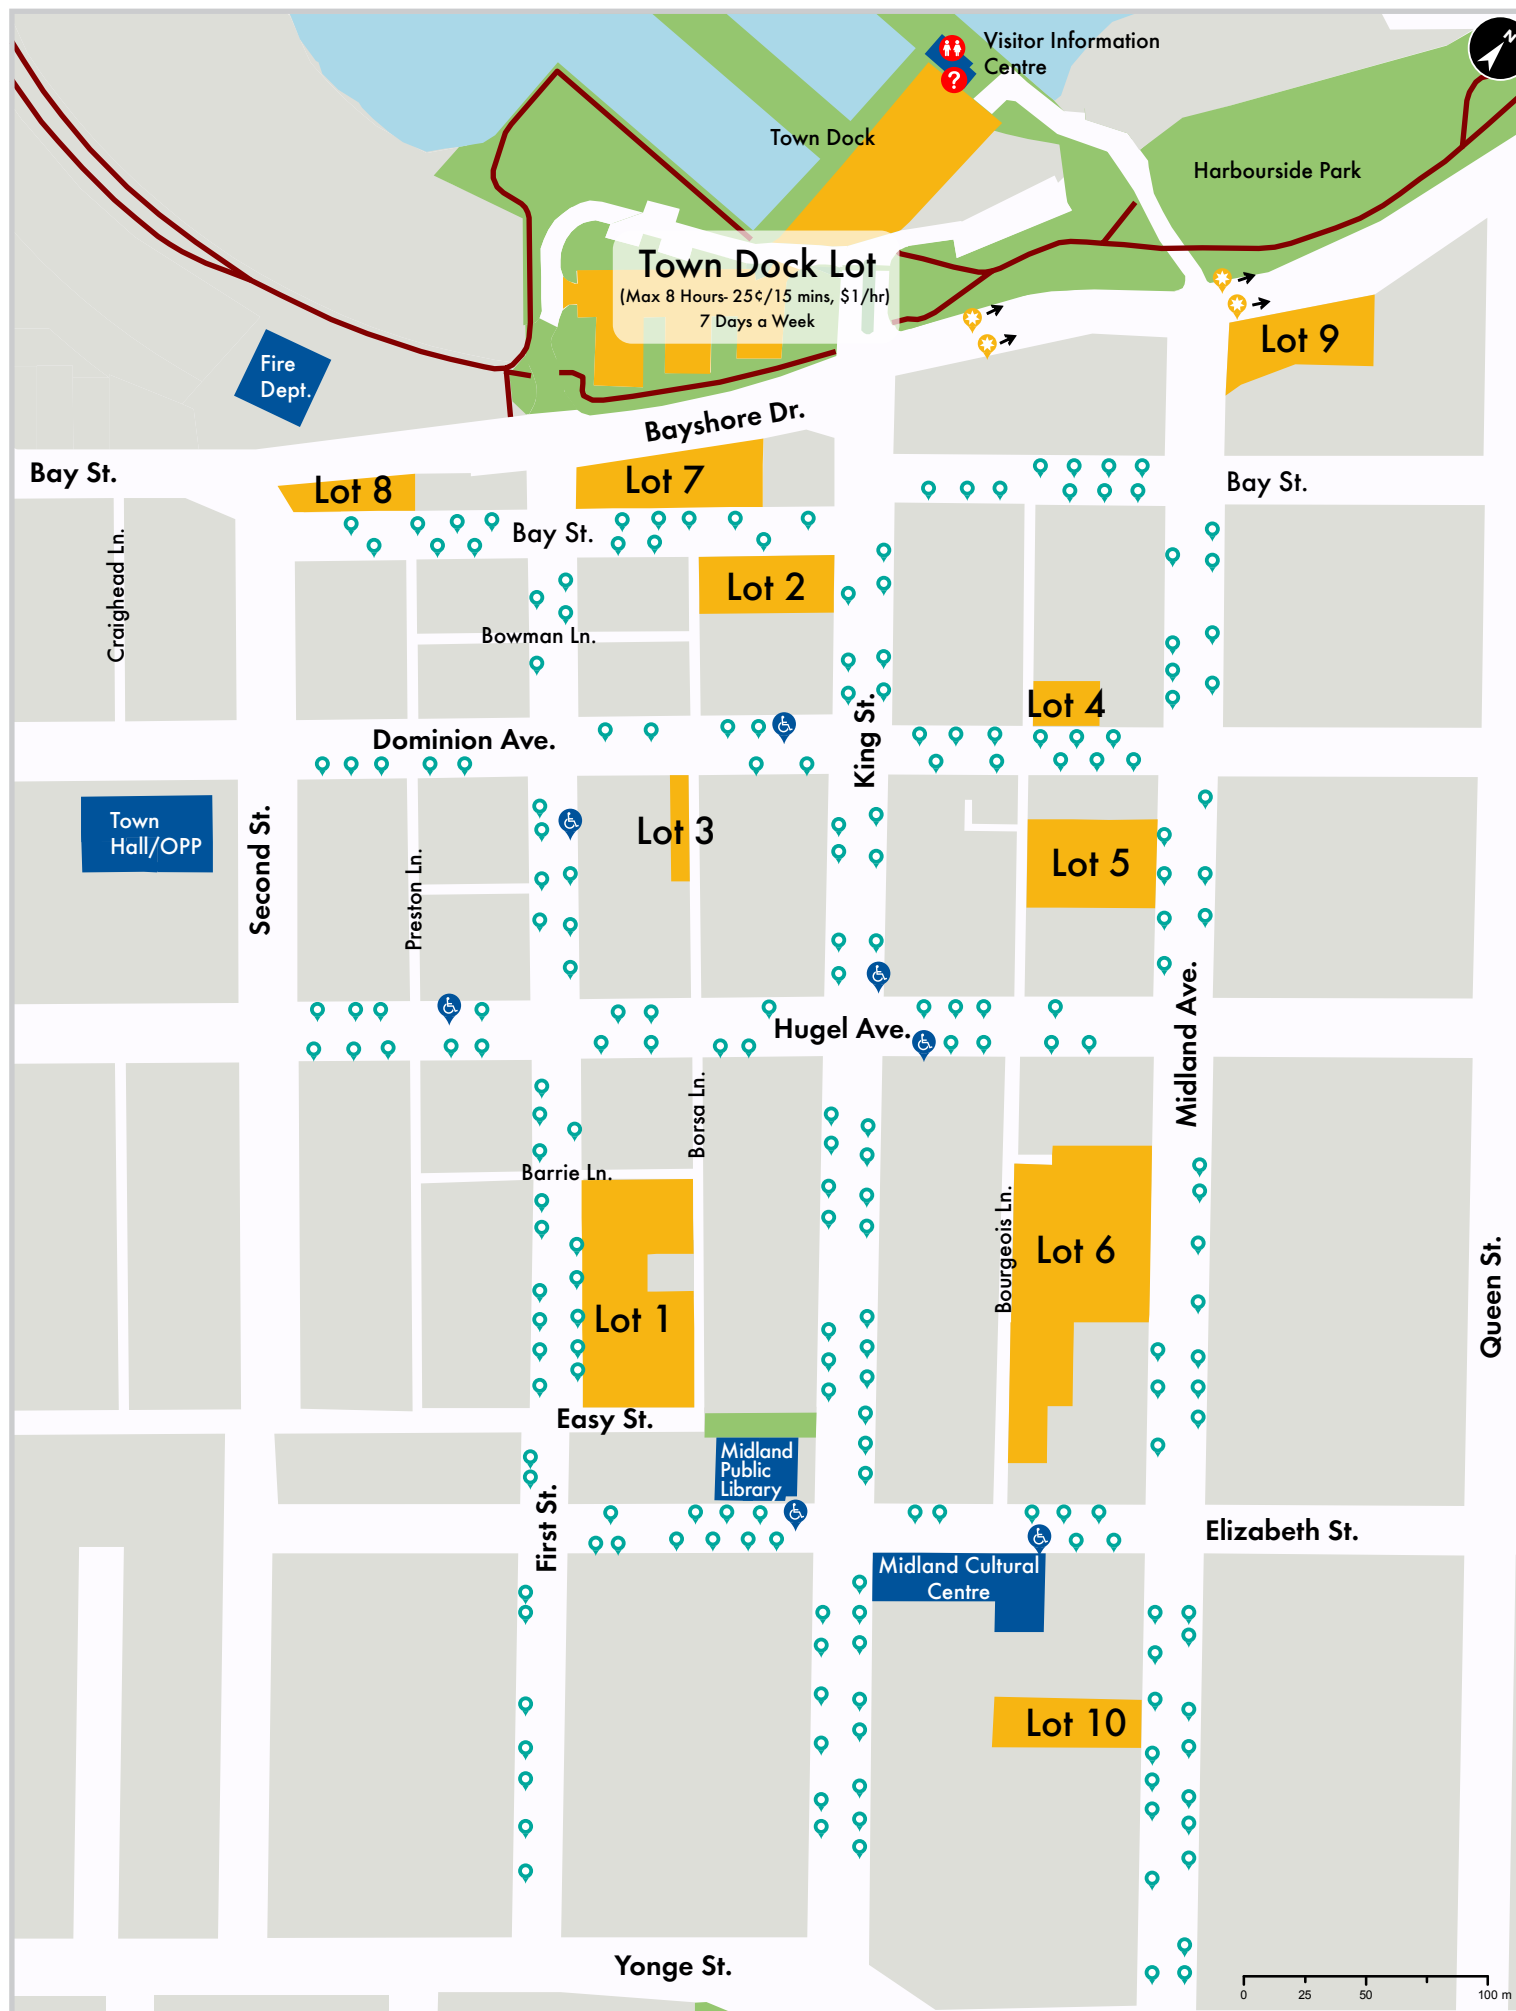 Visitor Information
Centre
N
?
Town Dock
Harbourside Park
Town Dock Lot
(Max 8 Hours- 25¢/15 mins, $1/hr)
7 Days a Week
Lot 9
Fire
Dept.
Bayshore Dr.
Bay St.
Lot 8
Lot 7
Bay St.
Bay St.
Craighead Ln.
Lot 2
Bowman Ln.
Lot 4
King St.
Dominion Ave.
Town
Hall/OPP
Second St.
Preston Ln.
Lot 3
Lot 5
Midland Ave.
Hugel Ave.
Borsa Ln.
Barrie Ln.
Bourgeois Ln.
Lot 6
Queen St.
Lot 1
Easy St.
Midland
Public
Library
First St.
Elizabeth St.
Midland Cultural
Centre
Lot 10
Yonge St.
0 25 50 100 m